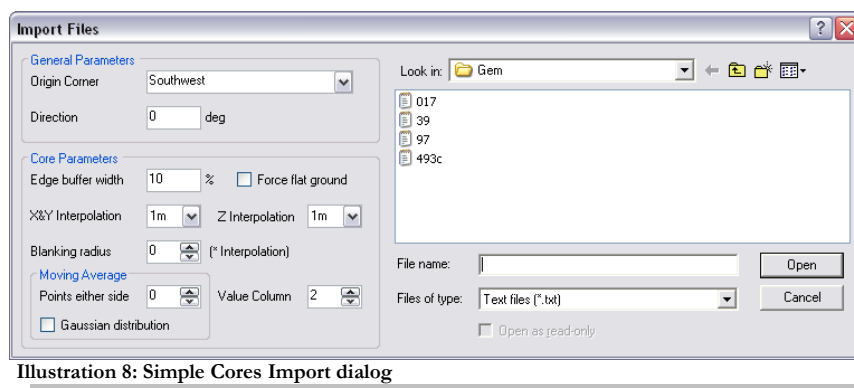 Import Files
General Parameters
Origin Corner Southwest
Direction 0 deg
Core Parameters
Edge buffer width 10 % Force flat ground
X&Y Interpolation 1m Z Interpolation 1m
Blanking radius 0 (* Interpolation)
Moving Average
Points either side 0 Value Column 2
Gaussian distribution
Look in: Gem
017
39
97
493c
File name: Open
Files of type: Text files (*.txt) Cancel
Open as read-only
Illustration 8: Simple Cores Import dialog